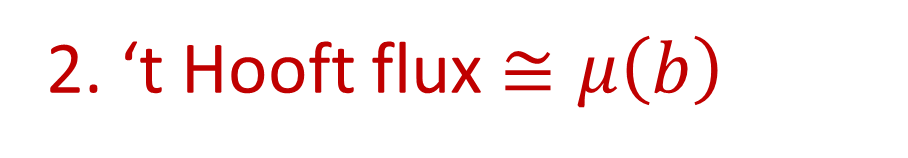 2. ‘t Hooft flux ≅ 𝜇(𝑏)